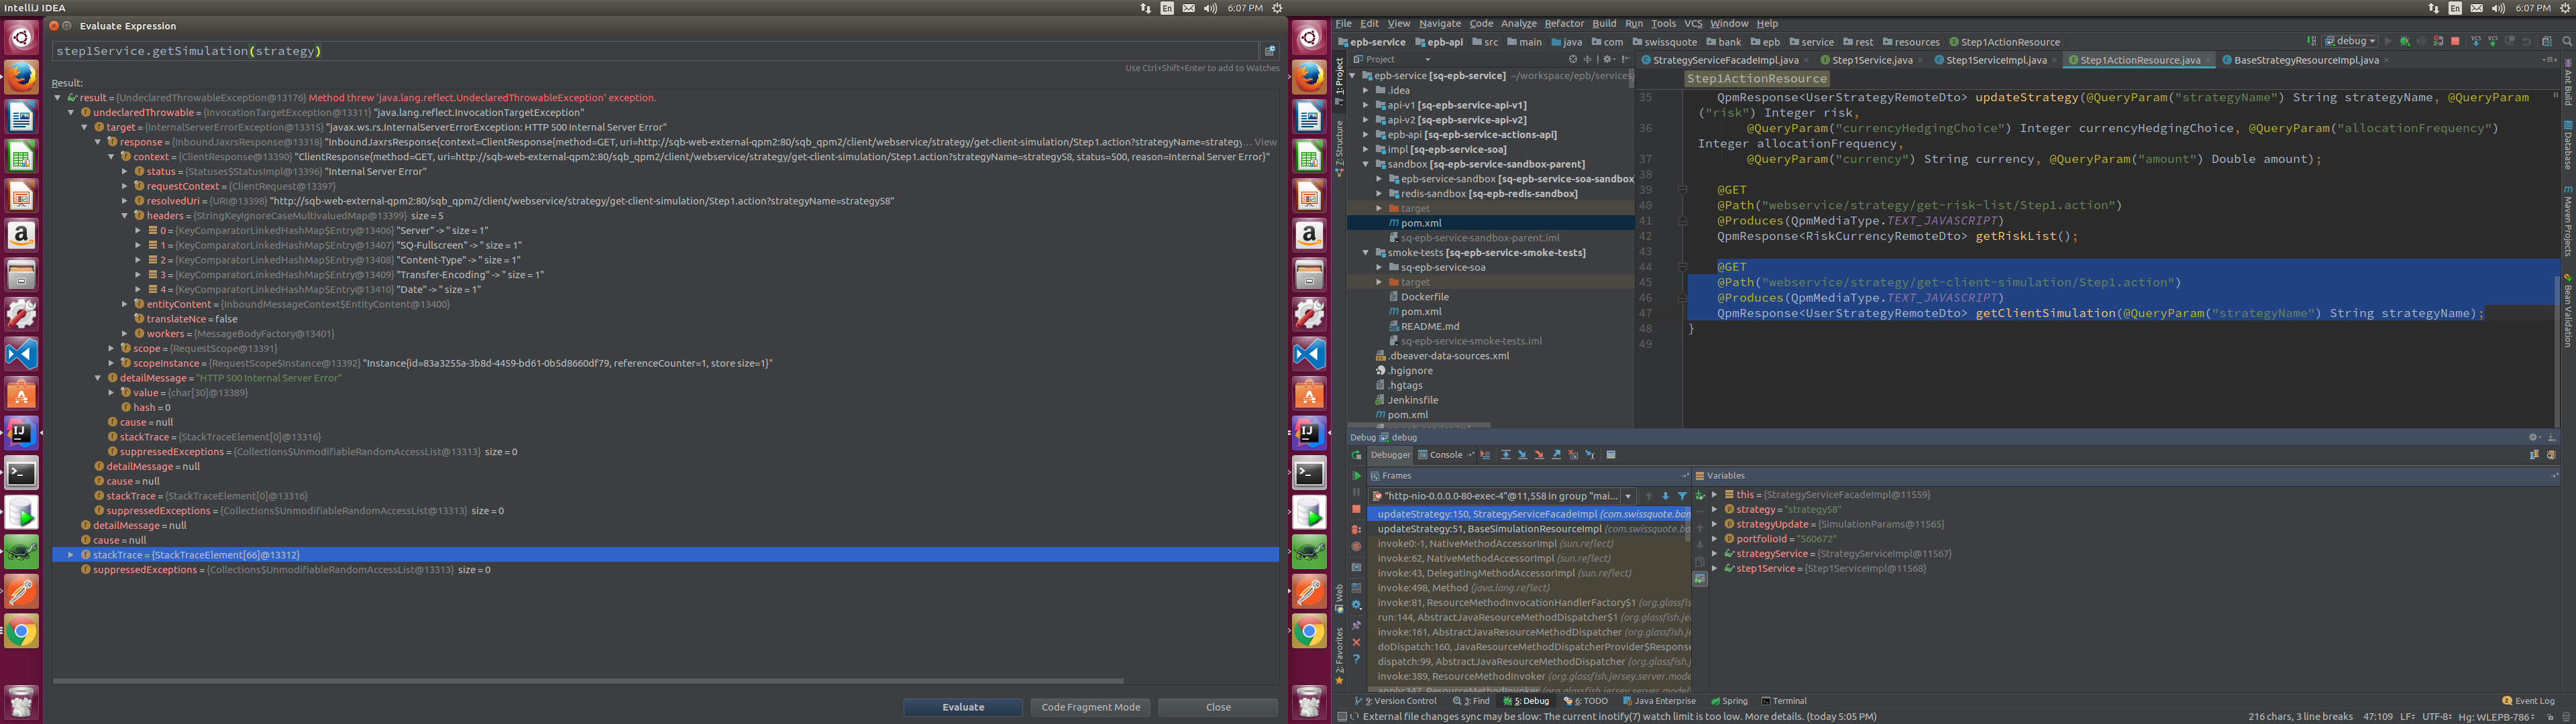 IntelliJ IDEA
En 6:07 PM
Evaluate Expression
step1Service.getSimulation(strategy)
Use Ctrl+Shift+Enter to add to Watches
Result:
result = {UndeclaredThrowableException@13176} Method threw 'java.lang.reflect.UndeclaredThrowableException' exception.
undeclaredThrowable = {InvocationTargetException@13311} "java.lang.reflect.InvocationTargetException"
target = {InternalServerErrorException@13315} "javax.ws.rs.InternalServerErrorException: HTTP 500 Internal Server Error"
response = {InboundJaxrsResponse@13318} "InboundJaxrsResponse{context=ClientResponse{method=GET, uri=http://sqb-web-external-qpm2:80/sqb_qpm2/client/webservice/strategy/get-client-simulation/Step1.action?strategyName=strategy... View
context = {ClientResponse@13390} "ClientResponse{method=GET, uri=http://sqb-web-external-qpm2:80/sqb_qpm2/client/webservice/strategy/get-client-simulation/Step1.action?strategyName=strategy58, status=500, reason=Internal Server Error}"
status = {Statuses$StatusImpl@13396} "Internal Server Error"
requestContext = {ClientRequest@13397}
resolvedUri = {URI@13398} "http://sqb-web-external-qpm2:80/sqb_qpm2/client/webservice/strategy/get-client-simulation/Step1.action?strategyName=strategy58"
headers = {StringKeyIgnoreCaseMultivaluedMap@13399} size = 5
0 = {KeyComparatorLinkedHashMap$Entry@13406} "Server" -> " size = 1"
1 = {KeyComparatorLinkedHashMap$Entry@13407} "SQ-Fullscreen" -> " size = 1"
2 = {KeyComparatorLinkedHashMap$Entry@13408} "Content-Type" -> " size = 1"
3 = {KeyComparatorLinkedHashMap$Entry@13409} "Transfer-Encoding" -> " size = 1"
4 = {KeyComparatorLinkedHashMap$Entry@13410} "Date" -> " size = 1"
entityContent = {InboundMessageContext$EntityContent@13400}
translateNce = false
workers = {MessageBodyFactory@13401}
scope = {RequestScope@13391}
scopeInstance = {RequestScope$Instance@13392} "Instance{id=83a3255a-3b8d-4459-bd61-0b5d8660df79, referenceCounter=1, store size=1}"
detailMessage = "HTTP 500 Internal Server Error"
value = {char[30]@13389}
hash = 0
cause = null
stackTrace = {StackTraceElement[0]@13316}
suppressedExceptions = {Collections$UnmodifiableRandomAccessList@13313} size = 0
detailMessage = null
cause = null
stackTrace = {StackTraceElement[0]@13316}
suppressedExceptions = {Collections$UnmodifiableRandomAccessList@13313} size = 0
detailMessage = null
cause = null
stackTrace = {StackTraceElement[66]@13312}
suppressedExceptions = {Collections$UnmodifiableRandomAccessList@13313} size = 0
Evaluate Code Fragment Mode Close
En 6:07 PM
File Edit View Navigate Code Analyze Refactor Build Run Tools VCS Window Help
epb-service epb-api src main java com swissquote bank epb service rest resources Step1ActionResource debug
Project
StrategyServiceFacadeImpl.java Step1Service.java Step1ServiceImpl.java Step1ActionResource.java BaseStrategyResourceImpl.java
1: Project
7: Structure
Web
2: Favorites
epb-service [sq-epb-service] ~/workspace/epb/services/
.idea
api-v1 [sq-epb-service-api-v1]
api-v2 [sq-epb-service-api-v2]
epb-api [sq-epb-service-actions-api]
impl [sq-epb-service-soa]
sandbox [sq-epb-service-sandbox-parent]
epb-service-sandbox [sq-epb-service-soa-sandbox
redis-sandbox [sq-epb-redis-sandbox]
target
pom.xml
sq-epb-service-sandbox-parent.iml
smoke-tests [sq-epb-service-smoke-tests]
sq-epb-service-soa
target
Dockerfile
pom.xml
README.md
sq-epb-service-smoke-tests.iml
.dbeaver-data-sources.xml
.hgignore
.hgtags
Jenkinsfile
pom.xml
Step1ActionResource
35 QpmResponse<UserStrategyRemoteDto> updateStrategy(@QueryParam("strategyName") String strategyName, @QueryParam
("risk") Integer risk,
36 @QueryParam("currencyHedgingChoice") Integer currencyHedgingChoice, @QueryParam("allocationFrequency")
Integer allocationFrequency,
37 @QueryParam("currency") String currency, @QueryParam("amount") Double amount);
38
39 @GET
40 @Path("webservice/strategy/get-risk-list/Step1.action")
41 @Produces(QpmMediaType.TEXT_JAVASCRIPT)
42 QpmResponse<RiskCurrencyRemoteDto> getRiskList();
43
44 @GET
45 @Path("webservice/strategy/get-client-simulation/Step1.action")
46 @Produces(QpmMediaType.TEXT_JAVASCRIPT)
47 QpmResponse<UserStrategyRemoteDto> getClientSimulation(@QueryParam("strategyName") String strategyName);
48 }
49
Ant Build
Database
Maven Projects
Bean Validation
Debug debug
Debugger Console
Frames
"http-nio-0.0.0.0-80-exec-4"@11,558 in group "mai...
updateStrategy:150, StrategyServiceFacadeImpl (com.swissquote.ban
updateStrategy:51, BaseSimulationResourceImpl (com.swissquote.ban
invoke0:-1, NativeMethodAccessorImpl (sun.reflect)
invoke:62, NativeMethodAccessorImpl (sun.reflect)
invoke:43, DelegatingMethodAccessorImpl (sun.reflect)
invoke:498, Method (java.lang.reflect)
invoke:81, ResourceMethodInvocationHandlerFactory$1 (org.glassfis
run:144, AbstractJavaResourceMethodDispatcher$1 (org.glassfish.je
invoke:161, AbstractJavaResourceMethodDispatcher (org.glassfish.je
doDispatch:160, JavaResourceMethodDispatcherProvider$Response
dispatch:99, AbstractJavaResourceMethodDispatcher (org.glassfish.je
invoke:389, ResourceMethodInvoker (org.glassfish.jersey.server.model
apply:347, ResourceMethodInvoker (org.glassfish.jersey.server.model
Variables
this = {StrategyServiceFacadeImpl@11559}
strategy = "strategy58"
strategyUpdate = {SimulationParams@11565}
portfolioId = "560672"
strategyService = {StrategyServiceImpl@11567}
step1Service = {Step1ServiceImpl@11568}
9: Version Control 3: Find 5: Debug 6: TODO Java Enterprise Spring Terminal Event Log
External file changes sync may be slow: The current inotify(7) watch limit is too low. More details. (today 5:05 PM) 216 chars, 3 line breaks 47:109 LF UTF-8 Hg: WLEPB-786